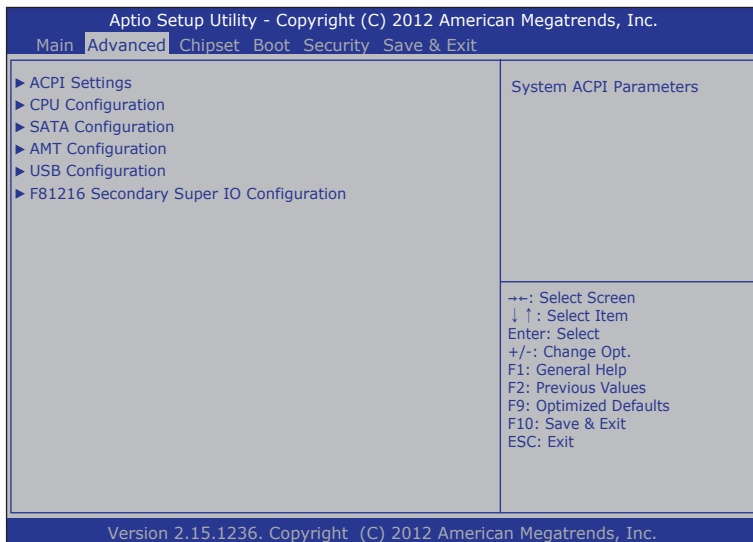 Aptio Setup Utility - Copyright (C) 2012 American Megatrends, Inc.
Main Advanced Chipset Boot Security Save & Exit
► ACPI Settings
► CPU Configuration
► SATA Configuration
► AMT Configuration
► USB Configuration
► F81216 Secondary Super IO Configuration
System ACPI Parameters
→←: Select Screen
↓↑: Select Item
Enter: Select
+/-: Change Opt.
F1: General Help
F2: Previous Values
F9: Optimized Defaults
F10: Save & Exit
ESC: Exit
Version 2.15.1236. Copyright (C) 2012 American Megatrends, Inc.